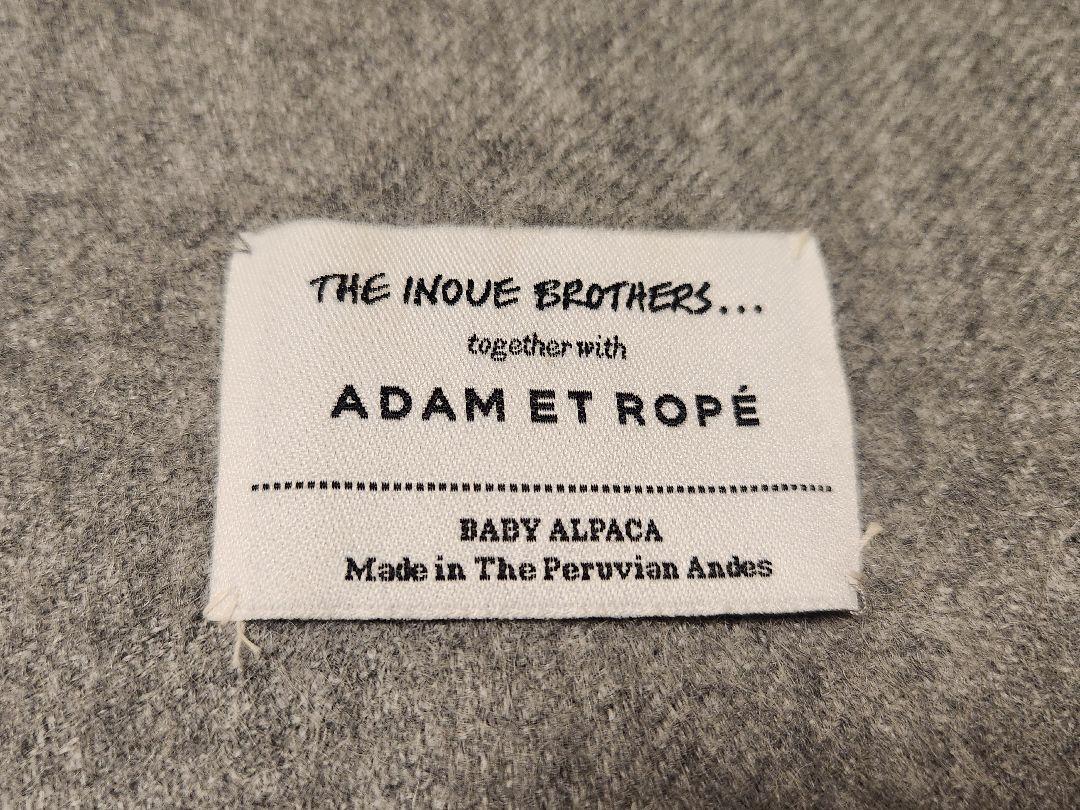 THE INOUE BROTHERS...
together with
ADAM ET ROPÉ
BABY ALPACA
Made in The Peruvian Andes